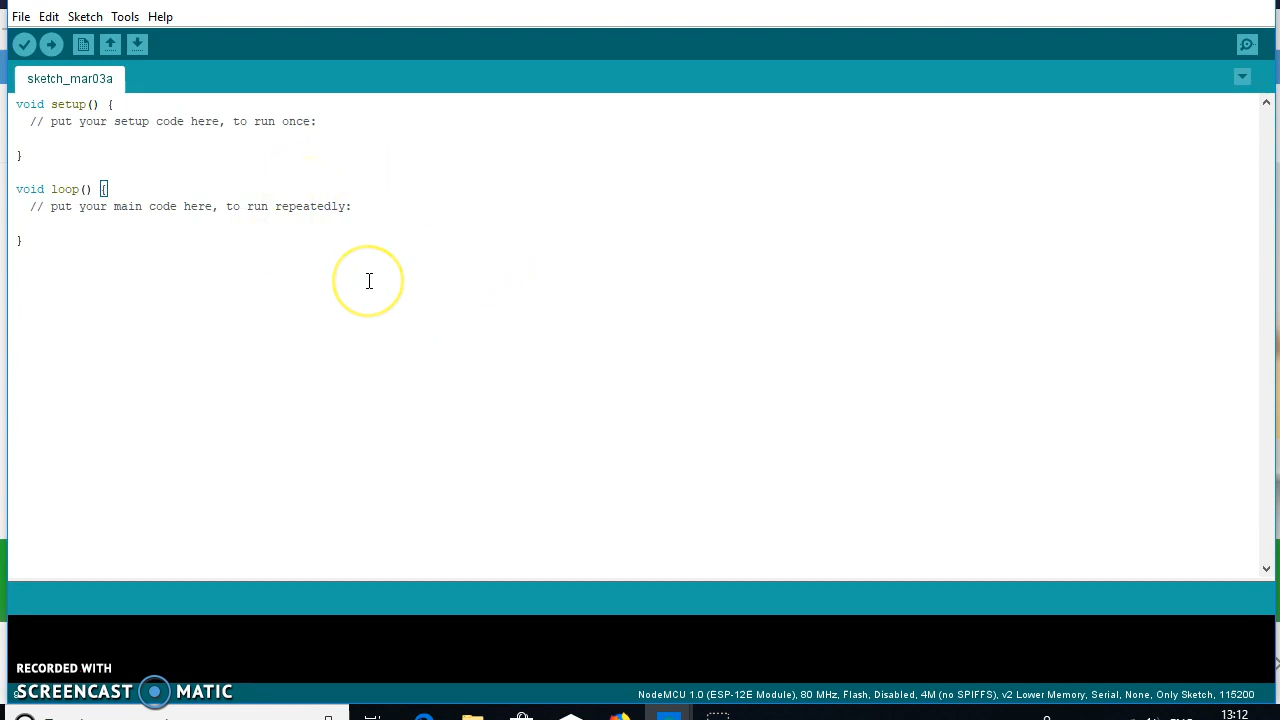 File Edit Sketch Tools Help
sketch_mar03a
void setup() {
// put your setup code here, to run once:
}
void loop() {
// put your main code here, to run repeatedly:
}
RECORDED WITH
SCREENCAST MATIC
NodeMCU 1.0 (ESP-12E Module), 80 MHz, Flash, Disabled, 4M (no SPIFFS), v2 Lower Memory, Serial, None, Only Sketch, 115200
13:12